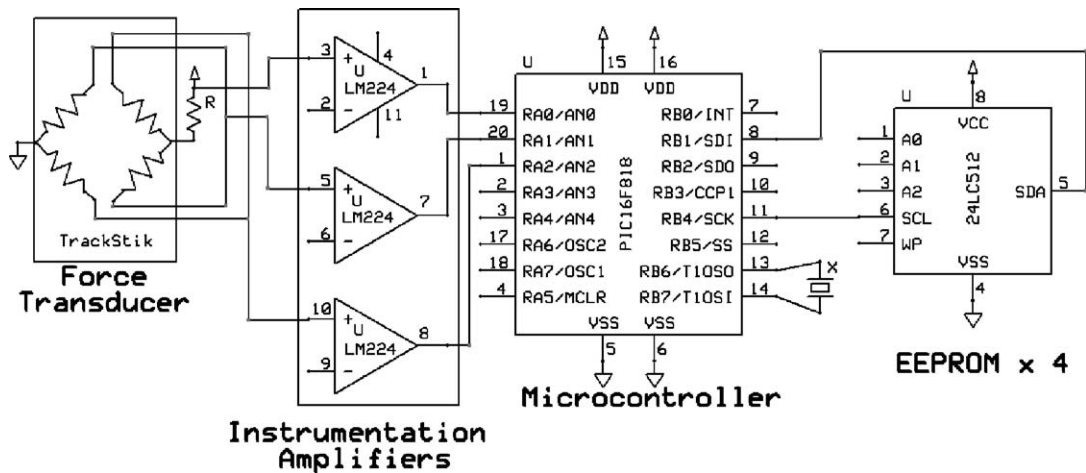 R
TrackStik
Force
Transducer
3
+
4
U
LM224
1
2
-
11
5
+
U
LM224
7
6
-
10
+
U
LM224
8
9
-
Instrumentation
Amplifiers
U
15
16
VDD
VDD
19
RA0/AN0
RB0/INT
7
20
RA1/AN1
RB1/SDI
8
1
RA2/AN2
RB2/SDO
9
2
RA3/AN3
RB3/CCP1
10
3
RA4/AN4
RB4/SCK
11
17
RA6/OSC2
RB5/SS
12
18
RA7/OSC1
RB6/T1OSO
13
4
RA5/MCLR
RB7/T1OSI
14
PIC16F818
VSS
VSS
5
6
X
Microcontroller
U
8
VCC
1
A0
2
A1
3
A2
6
SCL
7
WP
24LC512
SDA
5
VSS
4
EEPROM x 4